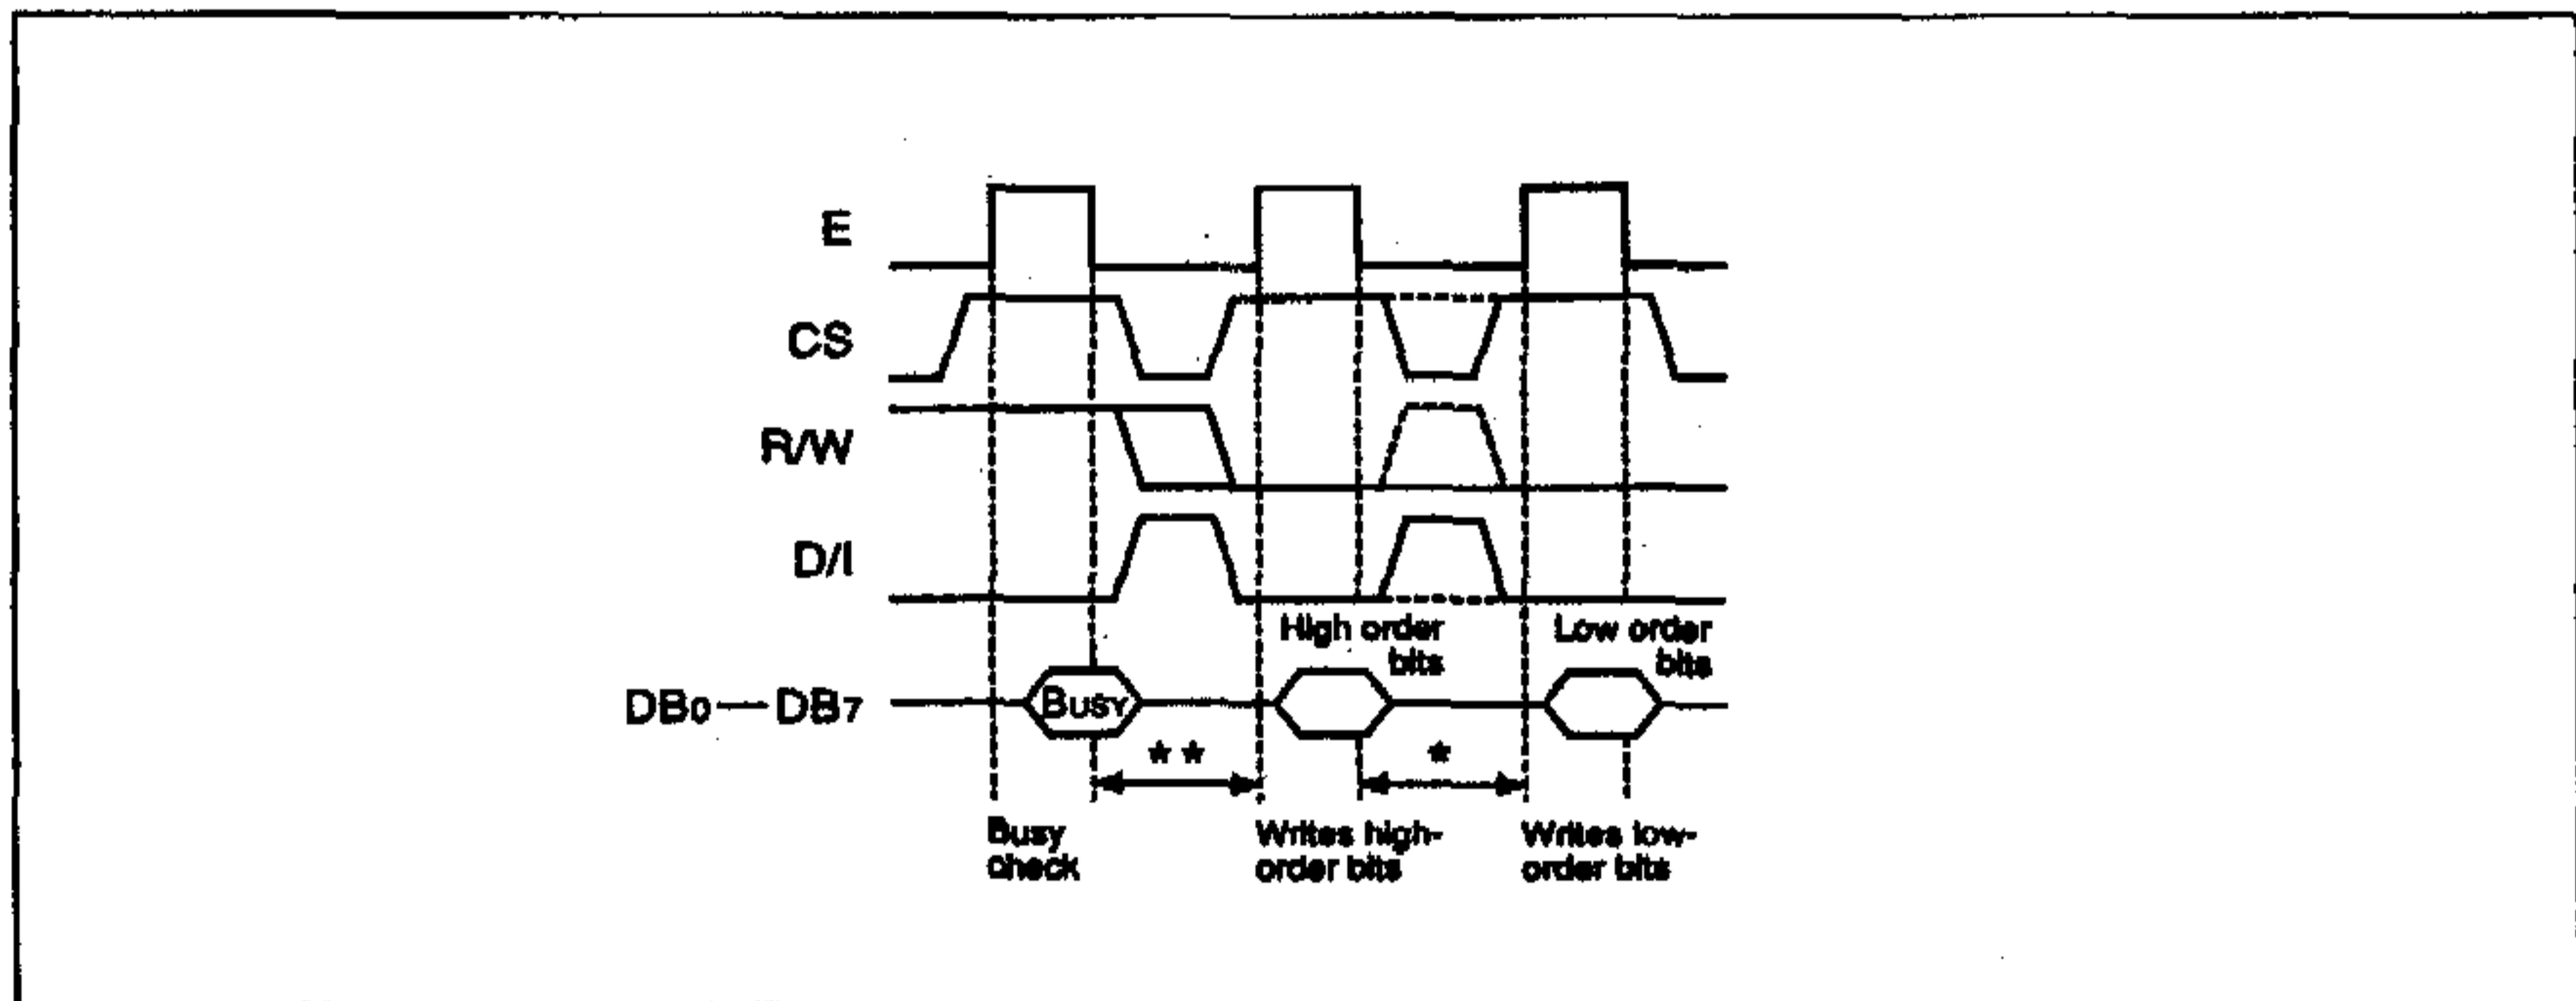 E
CS
R/W
D/I
High order
bits
Low order
bits
DB0—DB7
BUSY
**
*
Busy
check
Writes high-
order bits
Writes low-
order bits